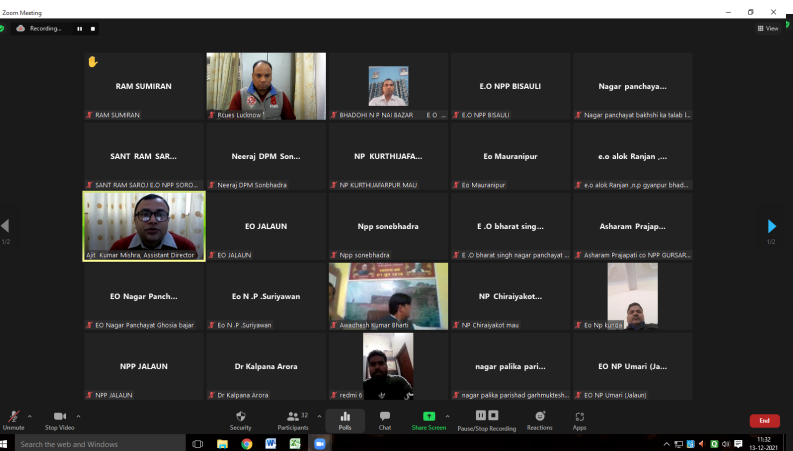 Zoom Meeting
Recording...
View
RAM SUMIRAN
E.O NPP BISAULI
Nagar panchaya...
RAM SUMIRAN
Rcues Lucknow
BHADOHI N P NAI BAZAR E O ...
E.O NPP BISAULI
Nagar panchayat bakhshi ka talab l...
SANT RAM SAR...
Neeraj DPM Son...
NP KURTHIJAFA...
Eo Mauranipur
e.o alok Ranjan ,...
SANT RAM SAROJ E.O NPP SORO...
Neeraj DPM Sonbhadra
NP KURTHIJAFARPUR MAU
Eo Mauranipur
e.o alok Ranjan ,n.p gyanpur bhad...
EO JALAUN
Npp sonebhadra
E .O bharat sing...
Asharam Prajap...
Ajit Kumar Mishra, Assistant Director
EO JALAUN
Npp sonebhadra
E .O bharat singh nagar panchayat ...
Asharam Prajapati co NPP GURSAR...
1/2
1/2
EO Nagar Panch...
Eo N .P .Suriyawan
NP Chiraiyakot...
EO Nagar Panchayat Ghosia bajar
Eo N .P .Suriyawan
Awadhesh Kumar Bharti
NP Chiraiyakot mau
Eo Np kunda
NPP JALAUN
Dr Kalpana Arora
nagar palika pari...
EO NP Umari (Ja...
NPP JALAUN
Dr Kalpana Arora
redmi 6
nagar palika parishad garhmuktesh...
EO NP Umari (Jalaun)
Unmute
Stop Video
Security
32
Participants
Polls
Chat
Share Screen
Pause/Stop Recording
Reactions
Apps
End
Search the web and Windows
11:32
13-12-2021